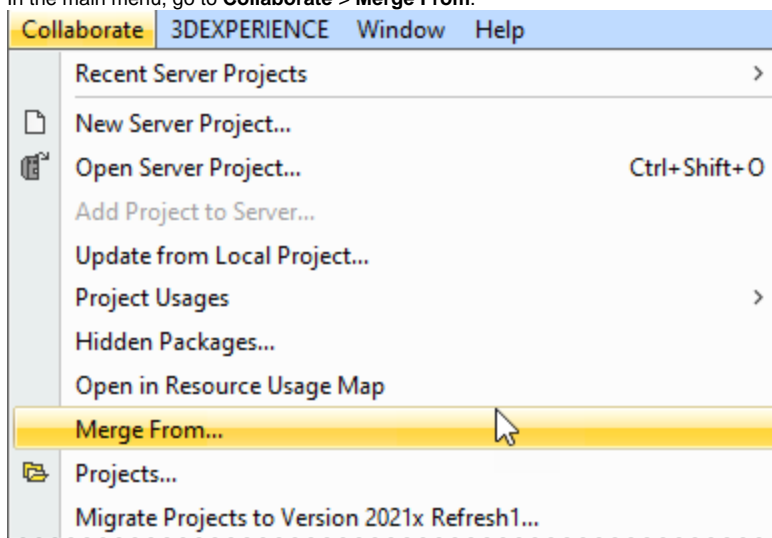 In the main menu, go to Collaborate > Merge From.
Collaborate 3DEXPERIENCE Window Help
Recent Server Projects >
New Server Project...
Open Server Project... Ctrl+Shift+O
Add Project to Server...
Update from Local Project...
Project Usages >
Hidden Packages...
Open in Resource Usage Map
Merge From...
Projects...
Migrate Projects to Version 2021x Refresh1...